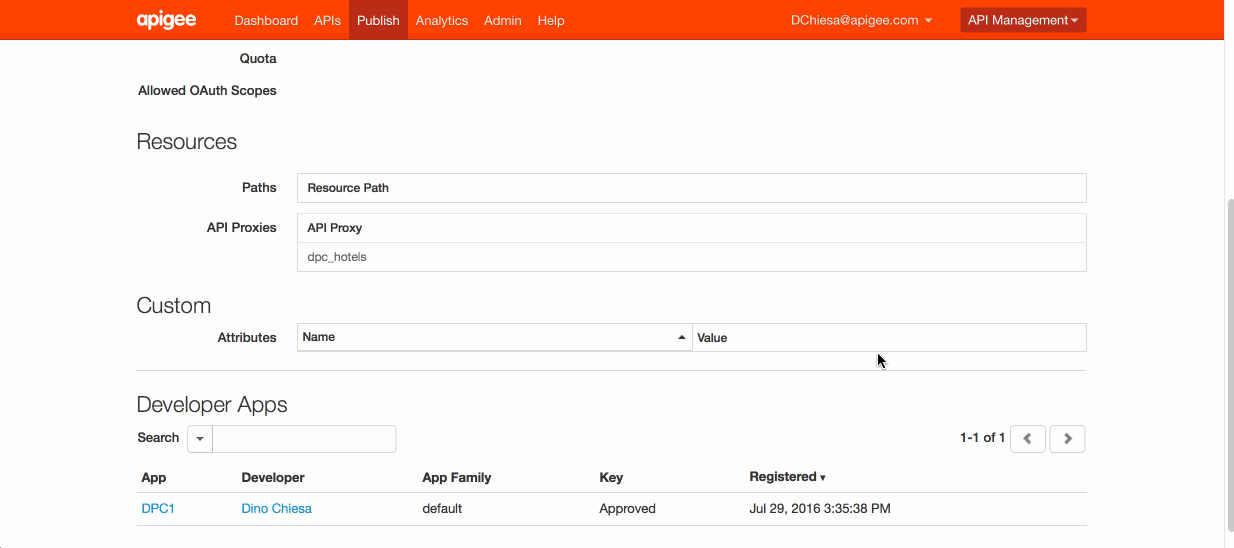 apigee Dashboard APIs Publish Analytics Admin Help DChiesa@apigee.com API Management
Quota
Allowed OAuth Scopes
Resources
Paths Resource Path
API Proxies API Proxy
dpc_hotels
Custom
Attributes Name Value
Developer Apps
Search 1-1 of 1
App Developer App Family Key Registered
DPC1 Dino Chiesa default Approved Jul 29, 2016 3:35:38 PM